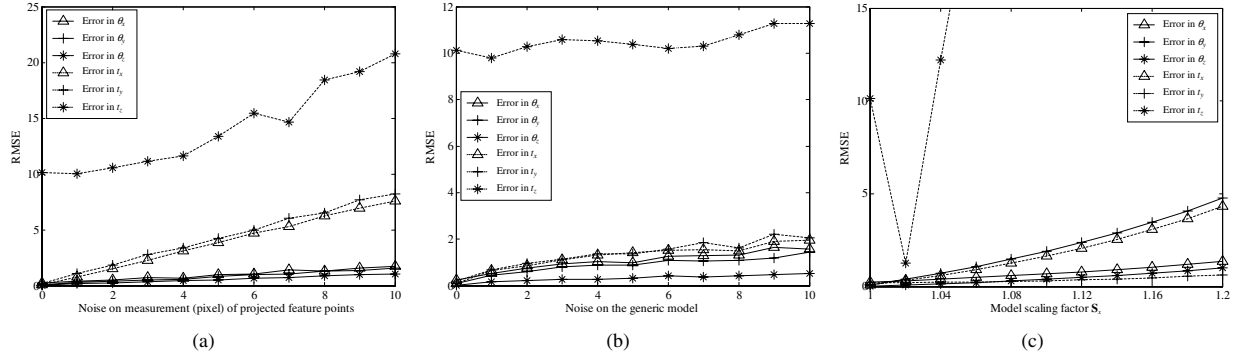 25
20
15
10
5
0
RMSE
Error in θx
Error in θy
Error in θz
Error in tx
Error in ty
Error in tz
0 2 4 6 8 10
Noise on measurement (pixel) of projected feature points
(a)
12
10
8
6
4
2
0
RMSE
Error in θx
Error in θy
Error in θz
Error in tx
Error in ty
Error in tz
0 2 4 6 8 10
Noise on the generic model
(b)
15
10
5
0
RMSE
Error in θx
Error in θy
Error in θz
Error in tx
Error in ty
Error in tz
1 1.04 1.08 1.12 1.16 1.2
Model scaling factor Sx
(c)